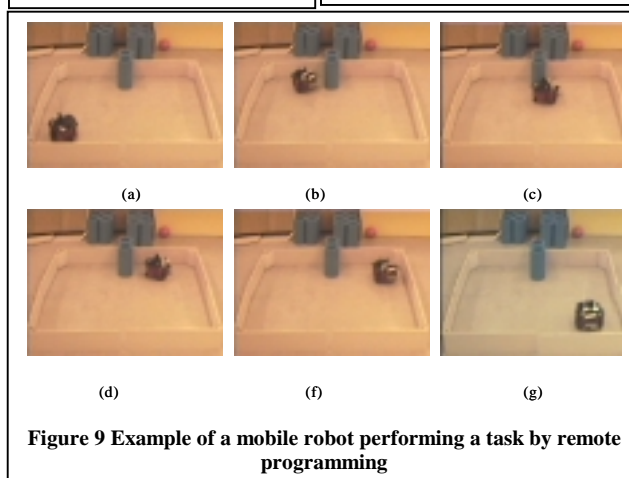 (a) (b) (c)
(d) (f) (g)
Figure 9 Example of a mobile robot performing a task by remote
programming